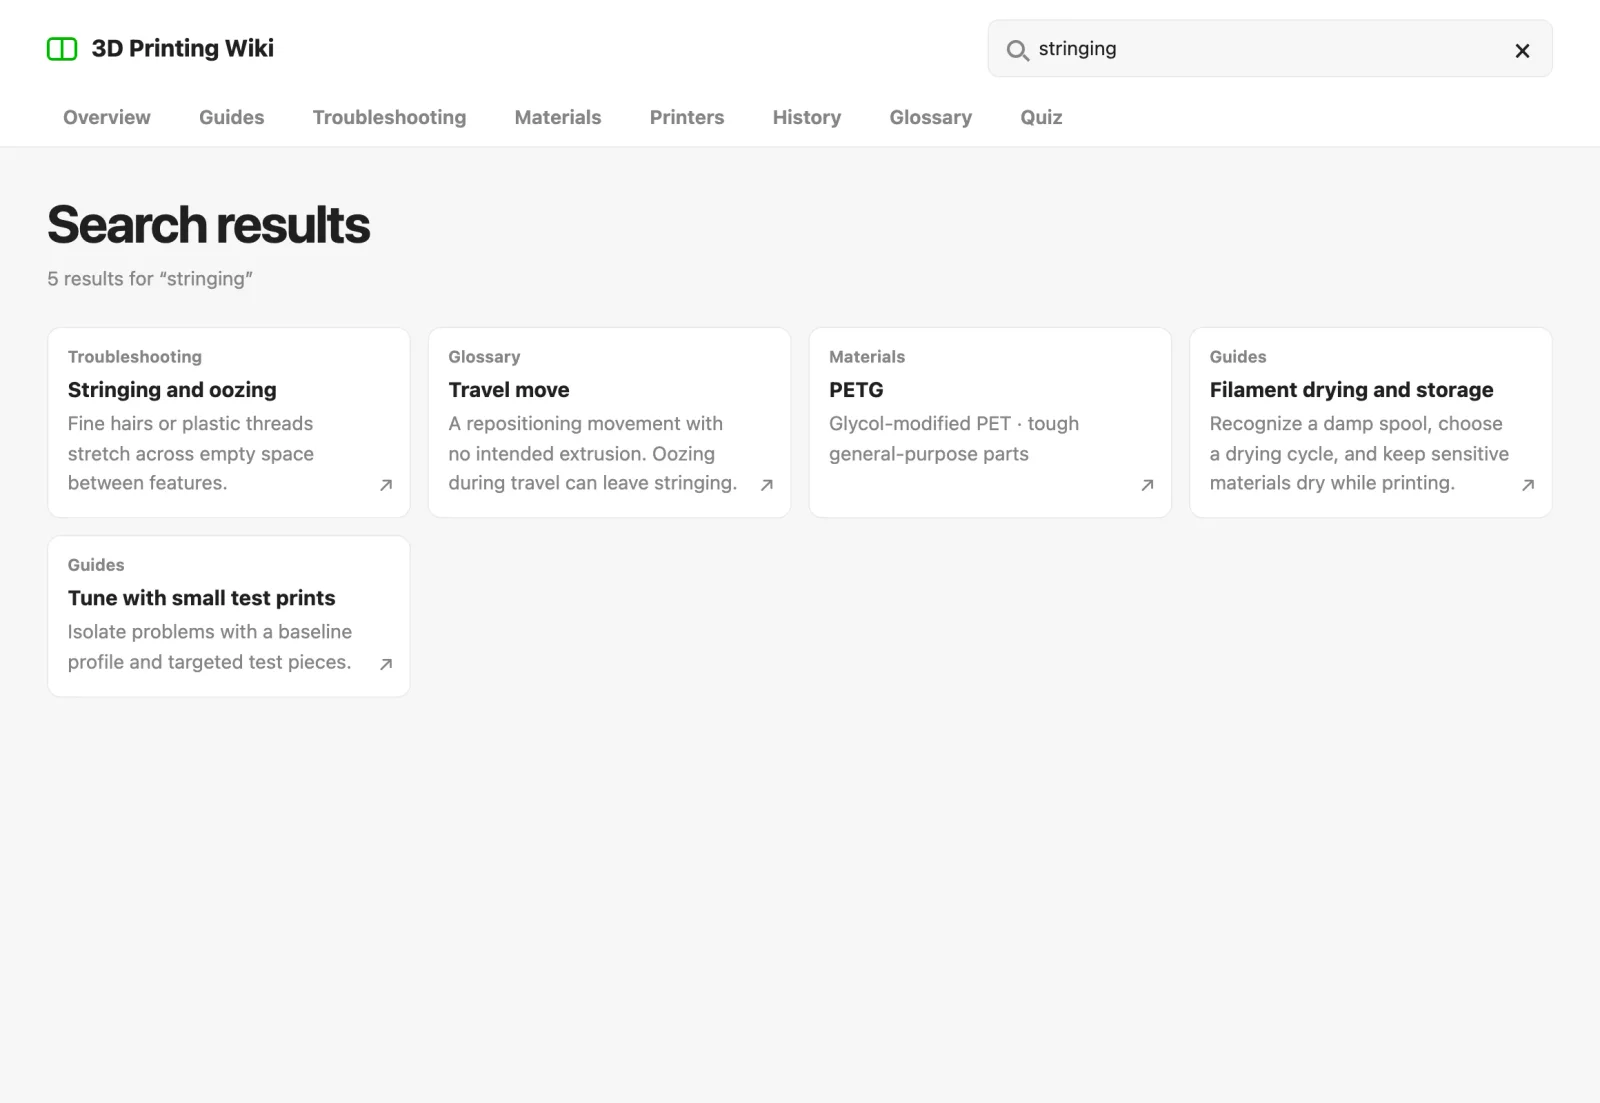 3D Printing Wiki
stringing
Overview
Guides
Troubleshooting
Materials
Printers
History
Glossary
Quiz
Search results
5 results for “stringing”
Troubleshooting
Stringing and oozing
Fine hairs or plastic threads
stretch across empty space
between features.
Glossary
Travel move
A repositioning movement with
no intended extrusion. Oozing
during travel can leave stringing.
Materials
PETG
Glycol-modified PET · tough
general-purpose parts
Guides
Filament drying and storage
Recognize a damp spool, choose
a drying cycle, and keep sensitive
materials dry while printing.
Guides
Tune with small test prints
Isolate problems with a baseline
profile and targeted test pieces.